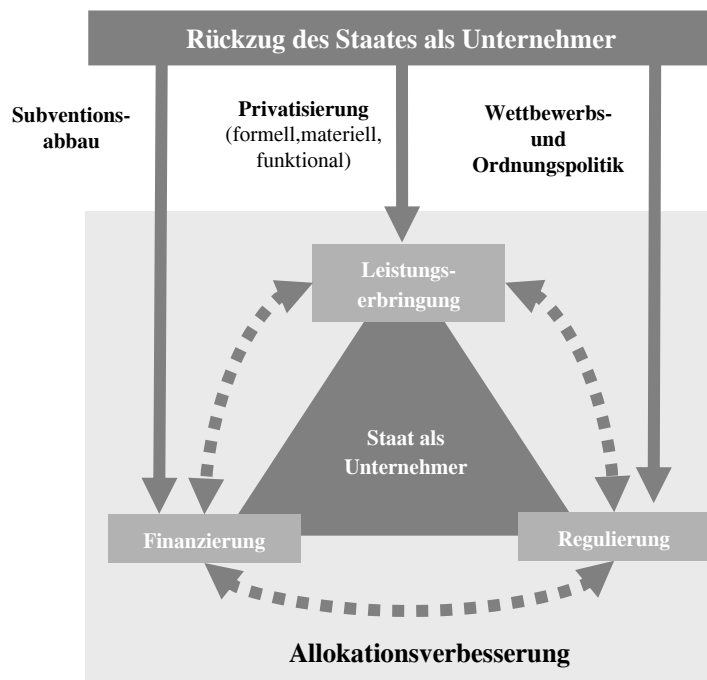 Rückzug des Staates als Unternehmer
Subventions-
abbau
Privatisierung
(formell,materiell,
funktional)
Wettbewerbs-
und
Ordnungspolitik
Leistungs-
erbringung
Staat als
Unternehmer
Finanzierung
Regulierung
Allokationsverbesserung